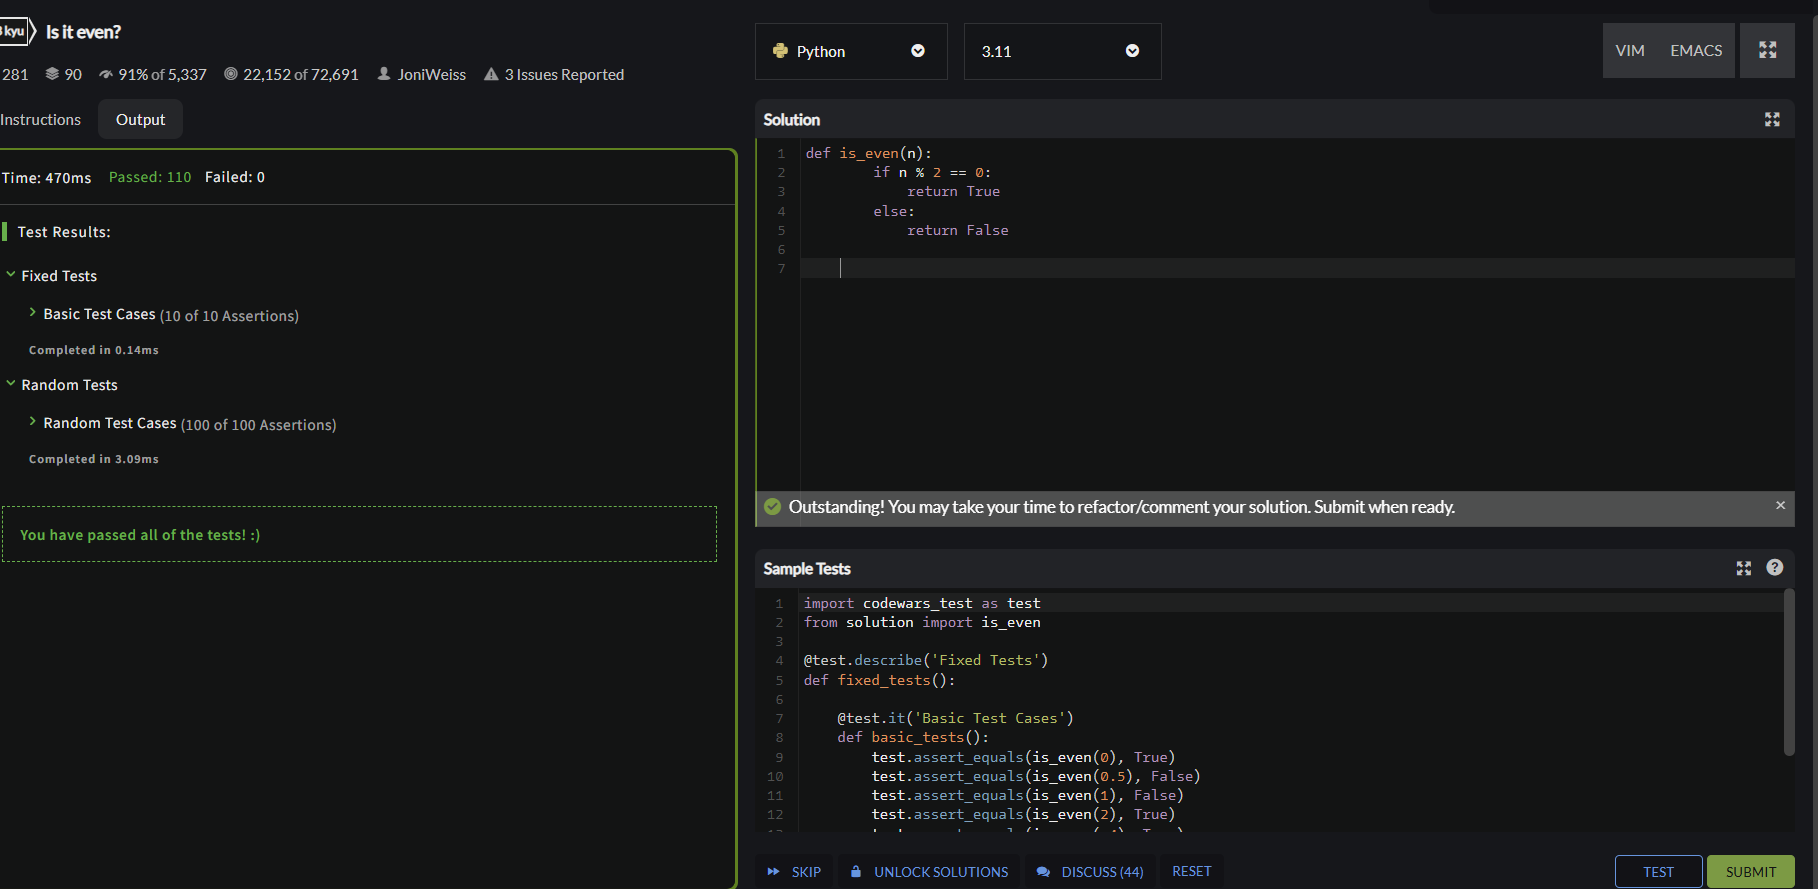 kyu Is it even?
281 90 91% of 5,337 22,152 of 72,691 JoniWeiss 3 Issues Reported
Instructions Output
Time: 470ms Passed: 110 Failed: 0
Test Results:
Fixed Tests
Basic Test Cases (10 of 10 Assertions)
Completed in 0.14ms
Random Tests
Random Test Cases (100 of 100 Assertions)
Completed in 3.09ms
You have passed all of the tests! :)
Python 3.11 VIM EMACS
Solution
1 def is_even(n):
2 if n % 2 == 0:
3 return True
4 else:
5 return False
6
7
Outstanding! You may take your time to refactor/comment your solution. Submit when ready. ×
Sample Tests ?
1 import codewars_test as test
2 from solution import is_even
3
4 @test.describe('Fixed Tests')
5 def fixed_tests():
6
7 @test.it('Basic Test Cases')
8 def basic_tests():
9 test.assert_equals(is_even(0), True)
10 test.assert_equals(is_even(0.5), False)
11 test.assert_equals(is_even(1), False)
12 test.assert_equals(is_even(2), True)
SKIP UNLOCK SOLUTIONS DISCUSS (44) RESET TEST SUBMIT